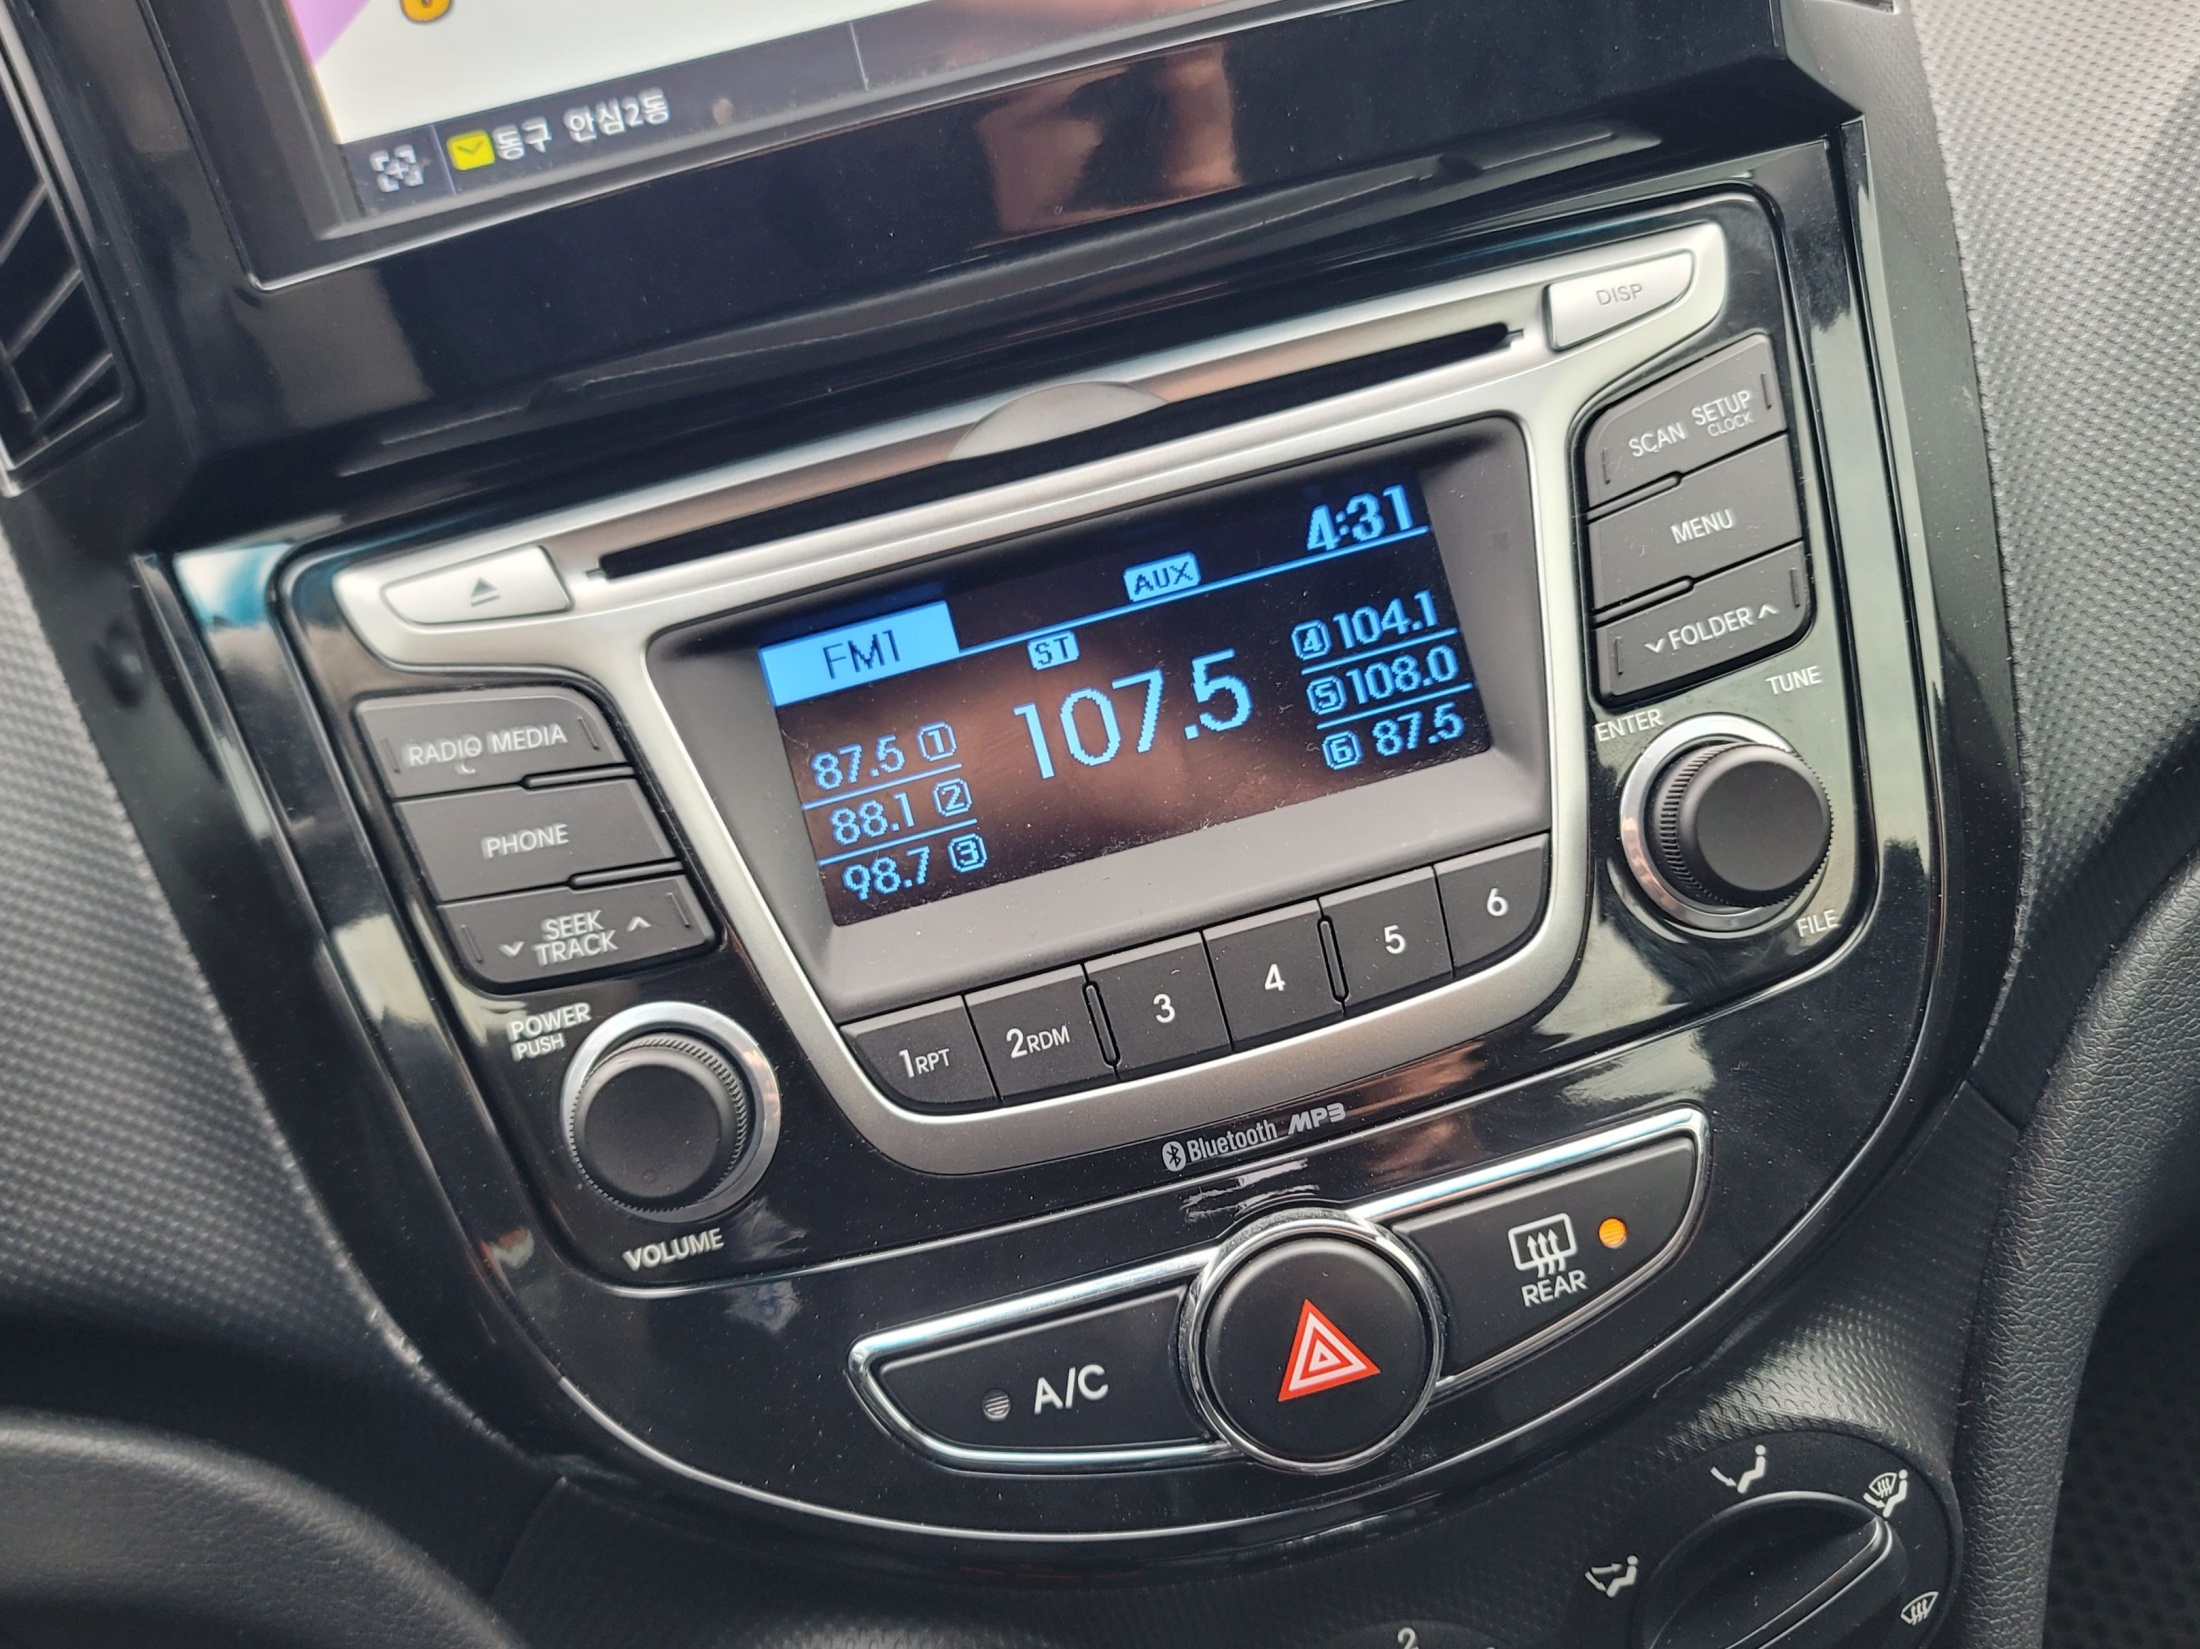 동구 안심2동
DISP
SCAN SETUP
CLOCK
MENU
FOLDER
TUNE
ENTER
FILE
4:31
AUX
FM1
ST
107.5
87.5 1
88.1 2
98.7 3
4 104.1
5 108.0
6 87.5
RADIO MEDIA
PHONE
SEEK
TRACK
POWER
PUSH
VOLUME
1RPT
2RDM
3
4
5
6
Bluetooth MP3
A/C
REAR
2